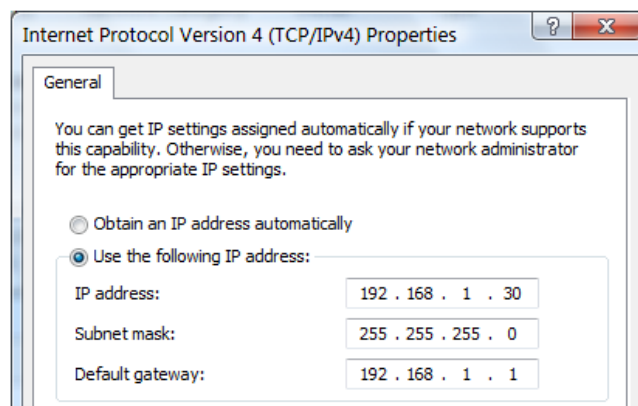 Internet Protocol Version 4 (TCP/IPv4) Properties
General
You can get IP settings assigned automatically if your network supports
this capability. Otherwise, you need to ask your network administrator
for the appropriate IP settings.
Obtain an IP address automatically
Use the following IP address:
IP address: 192 . 168 . 1 . 30
Subnet mask: 255 . 255 . 255 . 0
Default gateway: 192 . 168 . 1 . 1